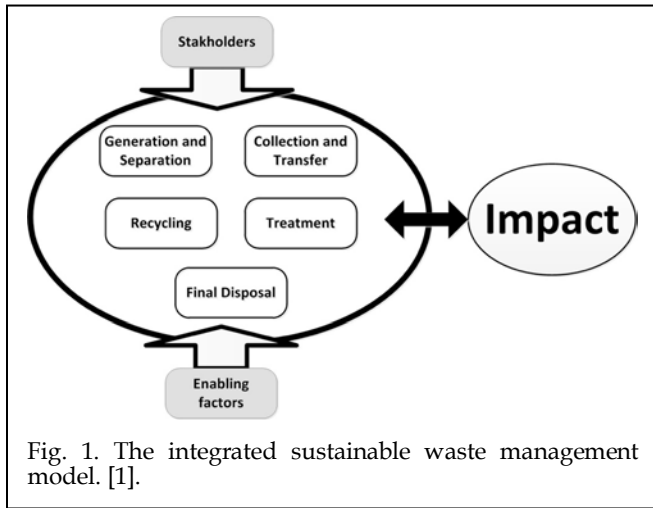 Stakholders
Generation and
Separation
Collection and
Transfer
Recycling
Treatment
Impact
Final Disposal
Enabling
factors
Fig. 1. The integrated sustainable waste management
model. [1].